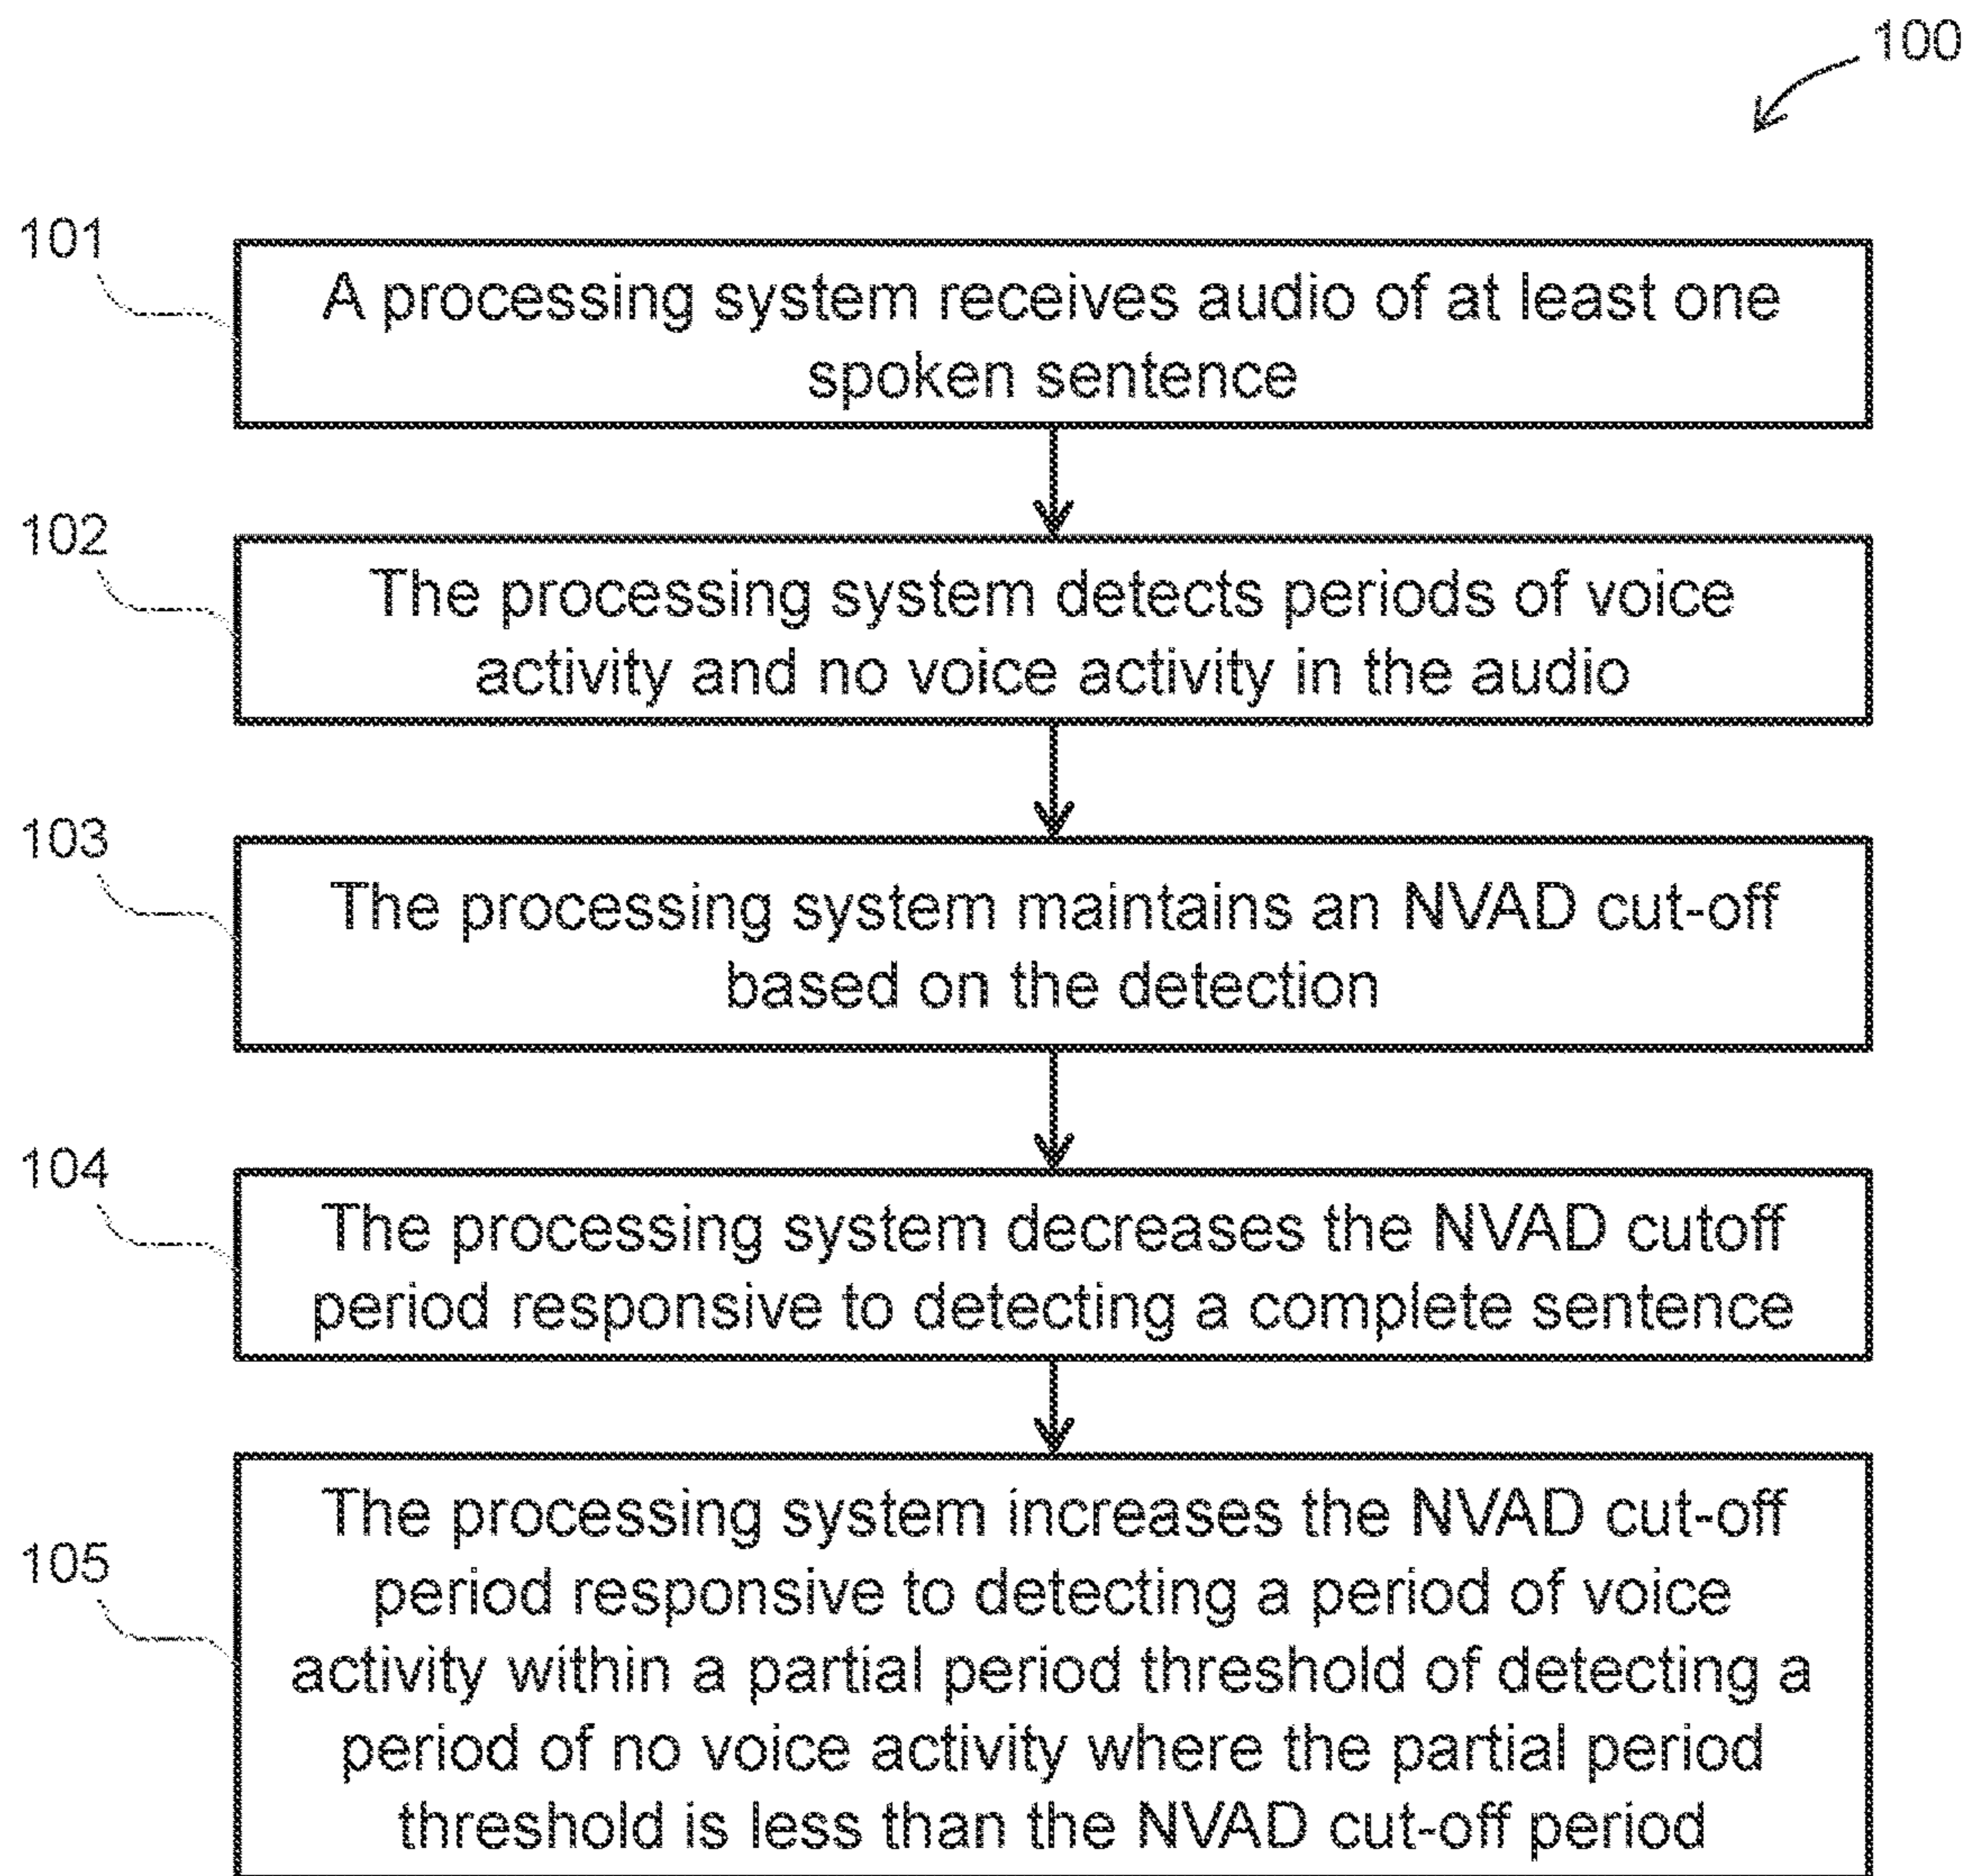 100
101
A processing system receives audio of at least one
spoken sentence
102
The processing system detects periods of voice
activity and no voice activity in the audio
103
The processing system maintains an NVAD cut-off
based on the detection
104
The processing system decreases the NVAD cutoff
period responsive to detecting a complete sentence
105
The processing system increases the NVAD cut-off
period responsive to detecting a period of voice
activity within a partial period threshold of detecting a
period of no voice activity where the partial period
threshold is less than the NVAD cut-off period